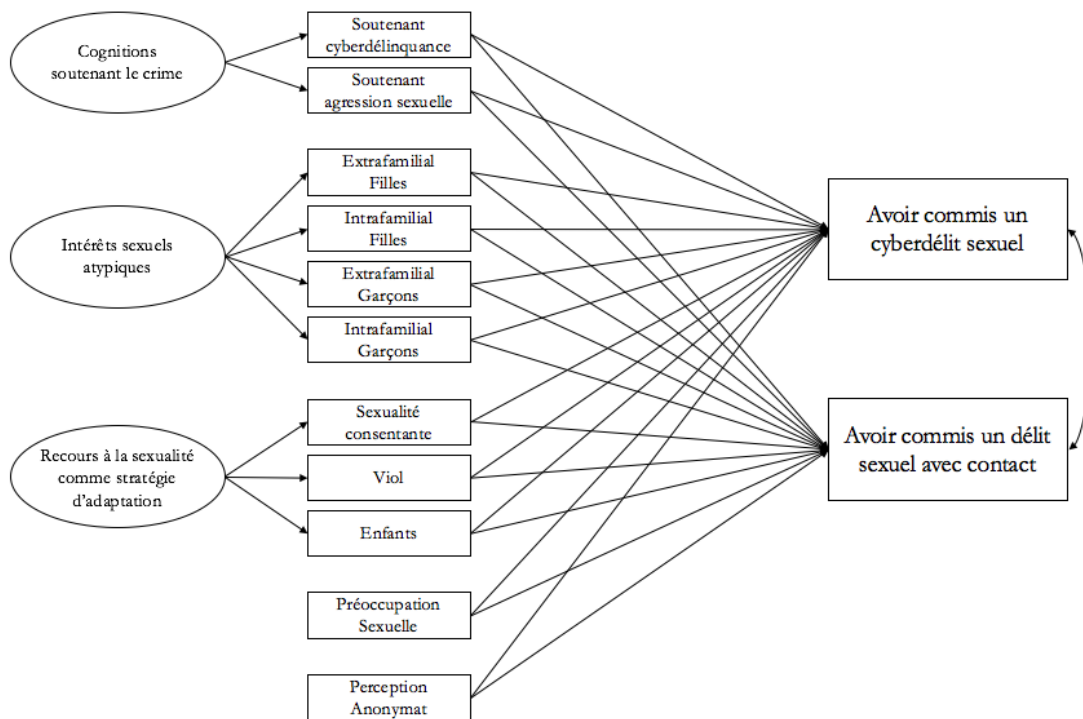 Cognitions
soutenant le crime
Soutenant
cyberdélinquance
Soutenant
agression sexuelle
Intérêts sexuels
atypiques
Extrafamilial
Filles
Intrafamilial
Filles
Extrafamilial
Garçons
Intrafamilial
Garçons
Recours à la sexualité
comme stratégie
d'adaptation
Sexualité
consentante
Viol
Enfants
Préoccupation
Sexuelle
Perception
Anonymat
Avoir commis un
cyberdélit sexuel
Avoir commis un délit
sexuel avec contact